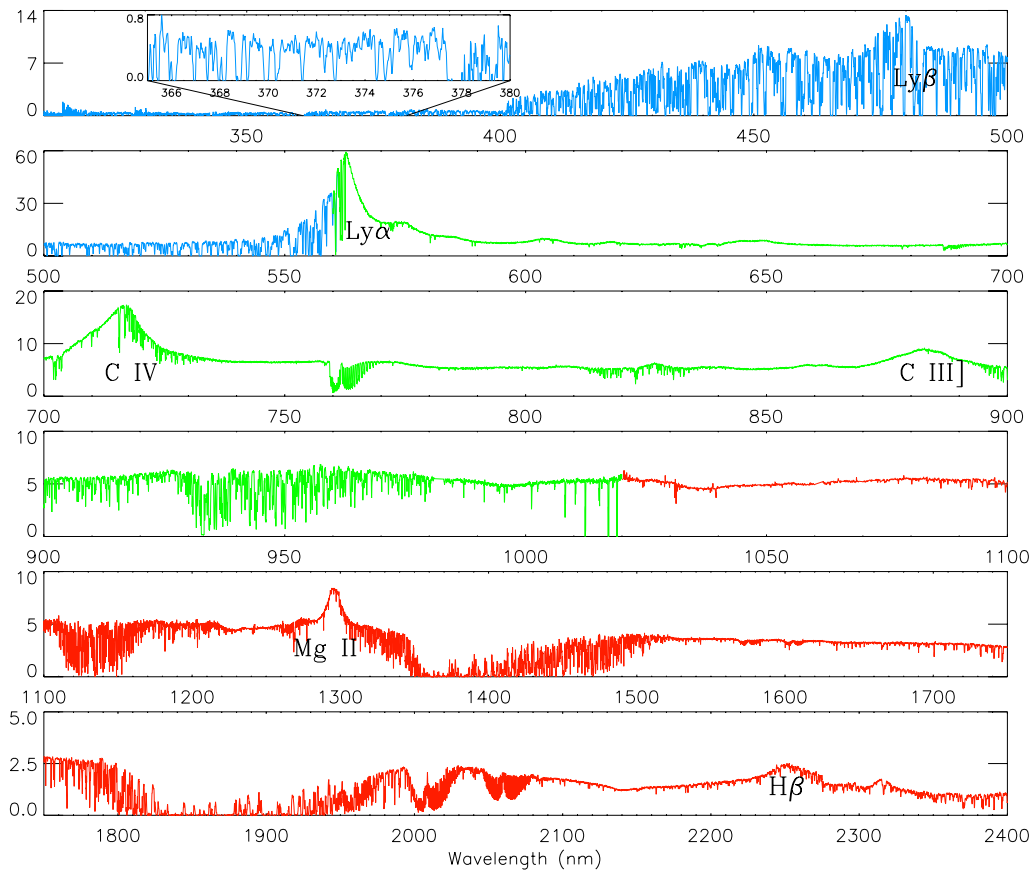 14
7
0
0.8
0.0
366 368 370 372 374 376 378 380
Lyβ
350 400 450 500
60
30
0
Lyα
500 550 600 650 700
20
10
0
C IV
C III]
700 750 800 850 900
10
5
0
900 950 1000 1050 1100
10
5
0
Mg II
1100 1200 1300 1400 1500 1600 1700
5.0
2.5
0.0
Hβ
1800 1900 2000 2100 2200 2300 2400
Wavelength (nm)